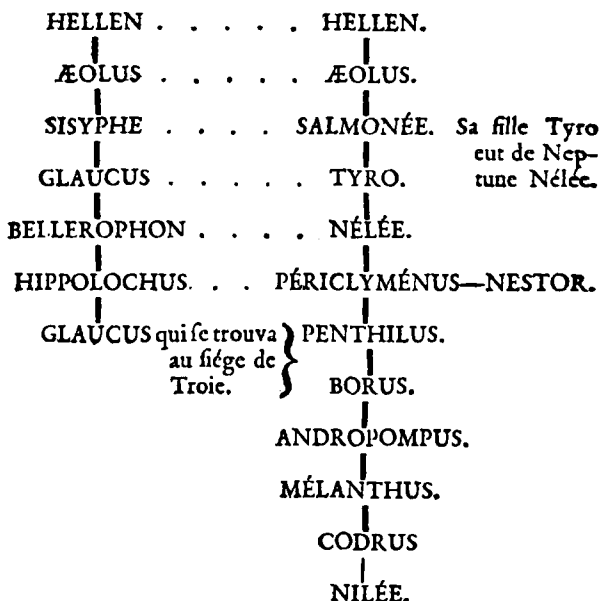 HELLEN . . . . . HELLEN.
ÆOLUS . . . . . ÆOLUS.
SISYPHE . . . . SALMONÉE. Sa fille Tyro
eut de Nep-
GLAUCUS . . . . . TYRO. tune Nélée.
BELLEROPHON . . . . NÉLÉE.
HIPPOLOCHUS. . . PÉRICLYMÉNUS—NESTOR.
GLAUCUS qui ſe trouva } PENTHILUS.
au ſiége de
Troie. BORUS.
ANDROPOMPUS.
MÉLANTHUS.
CODRUS
NILÉE.